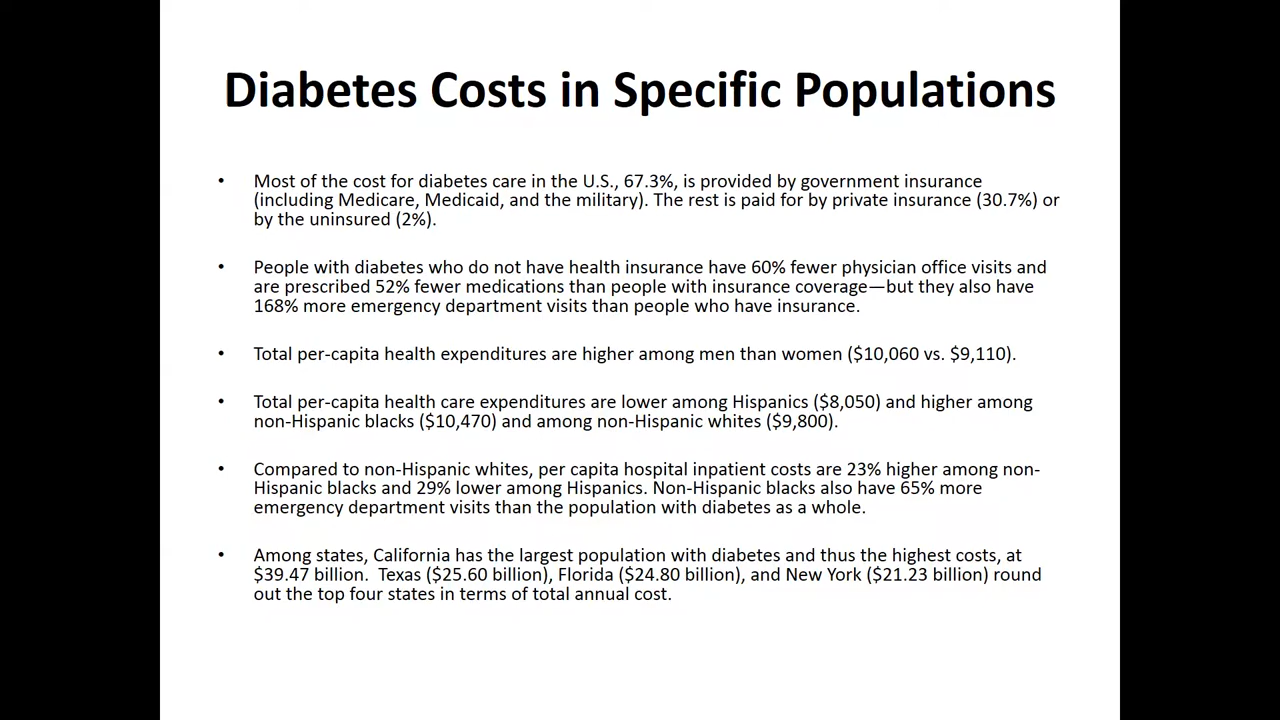 Diabetes Costs in Specific Populations
• Most of the cost for diabetes care in the U.S., 67.3%, is provided by government insurance
(including Medicare, Medicaid, and the military). The rest is paid for by private insurance (30.7%) or
by the uninsured (2%).
• People with diabetes who do not have health insurance have 60% fewer physician office visits and
are prescribed 52% fewer medications than people with insurance coverage—but they also have
168% more emergency department visits than people who have insurance.
• Total per-capita health expenditures are higher among men than women ($10,060 vs. $9,110).
• Total per-capita health care expenditures are lower among Hispanics ($8,050) and higher among
non-Hispanic blacks ($10,470) and among non-Hispanic whites ($9,800).
• Compared to non-Hispanic whites, per capita hospital inpatient costs are 23% higher among non-
Hispanic blacks and 29% lower among Hispanics. Non-Hispanic blacks also have 65% more
emergency department visits than the population with diabetes as a whole.
• Among states, California has the largest population with diabetes and thus the highest costs, at
$39.47 billion.  Texas ($25.60 billion), Florida ($24.80 billion), and New York ($21.23 billion) round
out the top four states in terms of total annual cost.